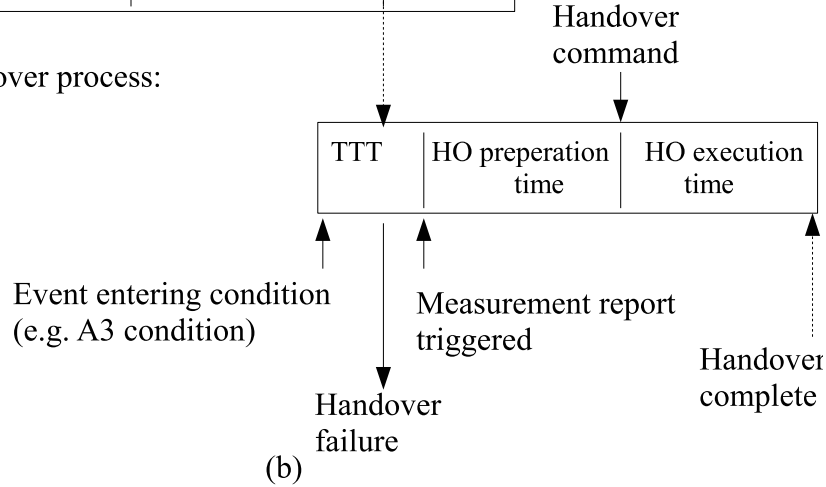 Handover
command
over process:
TTT
HO preperation
time
HO execution
time
Event entering condition
(e.g. A3 condition)
Measurement report
triggered
Handover
complete
Handover
failure
(b)